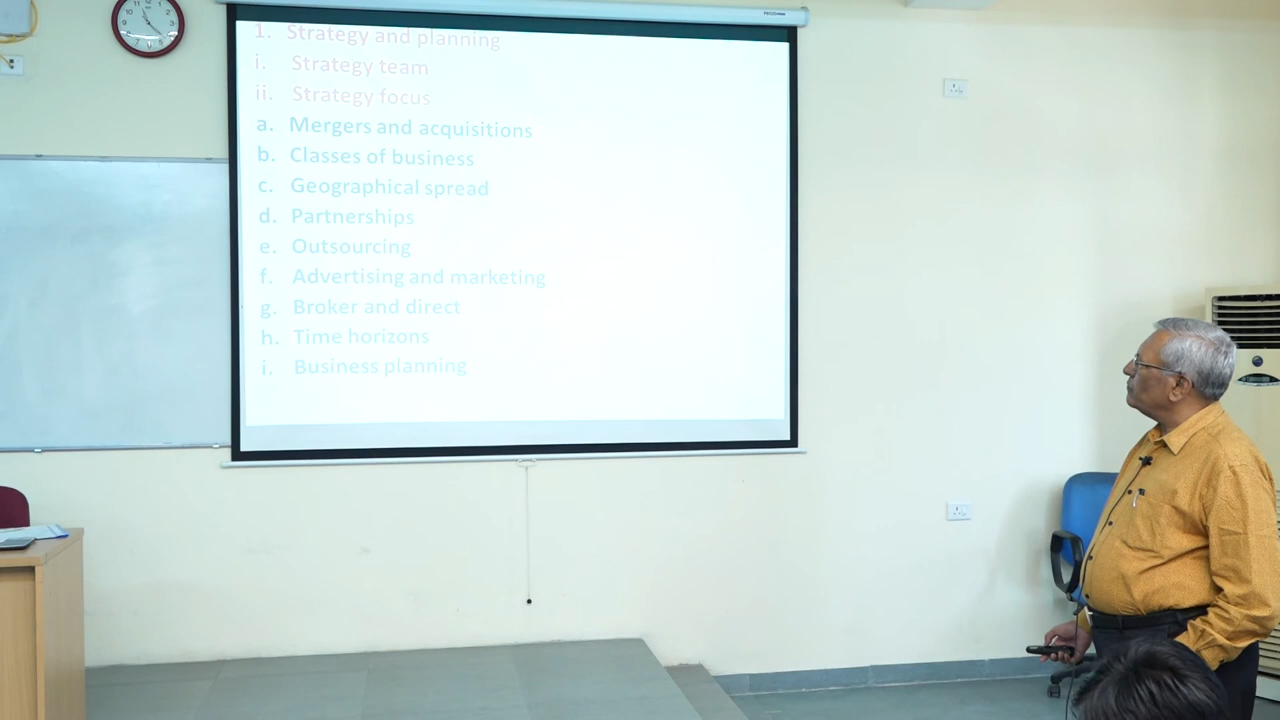 1. Strategy and planning
i. Strategy team
ii. Strategy focus
a. Mergers and acquisitions
b. Classes of business
c. Geographical spread
d. Partnerships
e. Outsourcing
f. Advertising and marketing
g. Broker and direct
h. Time horizons
i. Business planning